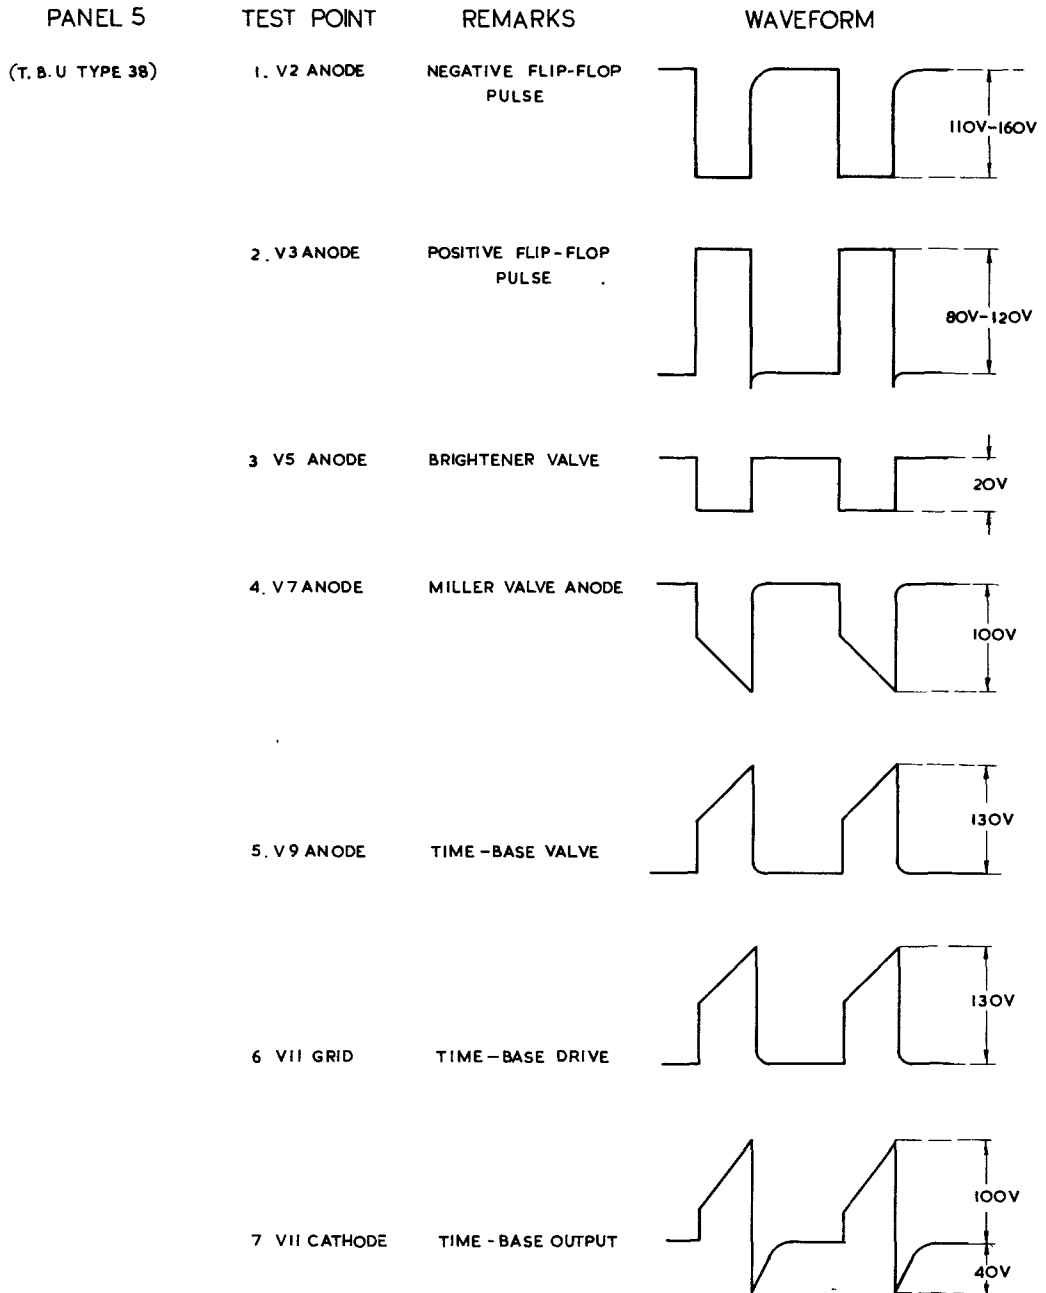 PANEL 5 TEST POINT REMARKS WAVEFORM
(T. B. U TYPE 38) 1. V2 ANODE NEGATIVE FLIP-FLOP
PULSE
110V-160V
2. V3 ANODE POSITIVE FLIP-FLOP
PULSE
80V-120V
3 V5 ANODE BRIGHTENER VALVE
20V
4. V7 ANODE MILLER VALVE ANODE
100V
5. V9 ANODE TIME-BASE VALVE
130V
6 V11 GRID TIME-BASE DRIVE
130V
7 V11 CATHODE TIME-BASE OUTPUT
100V
40V